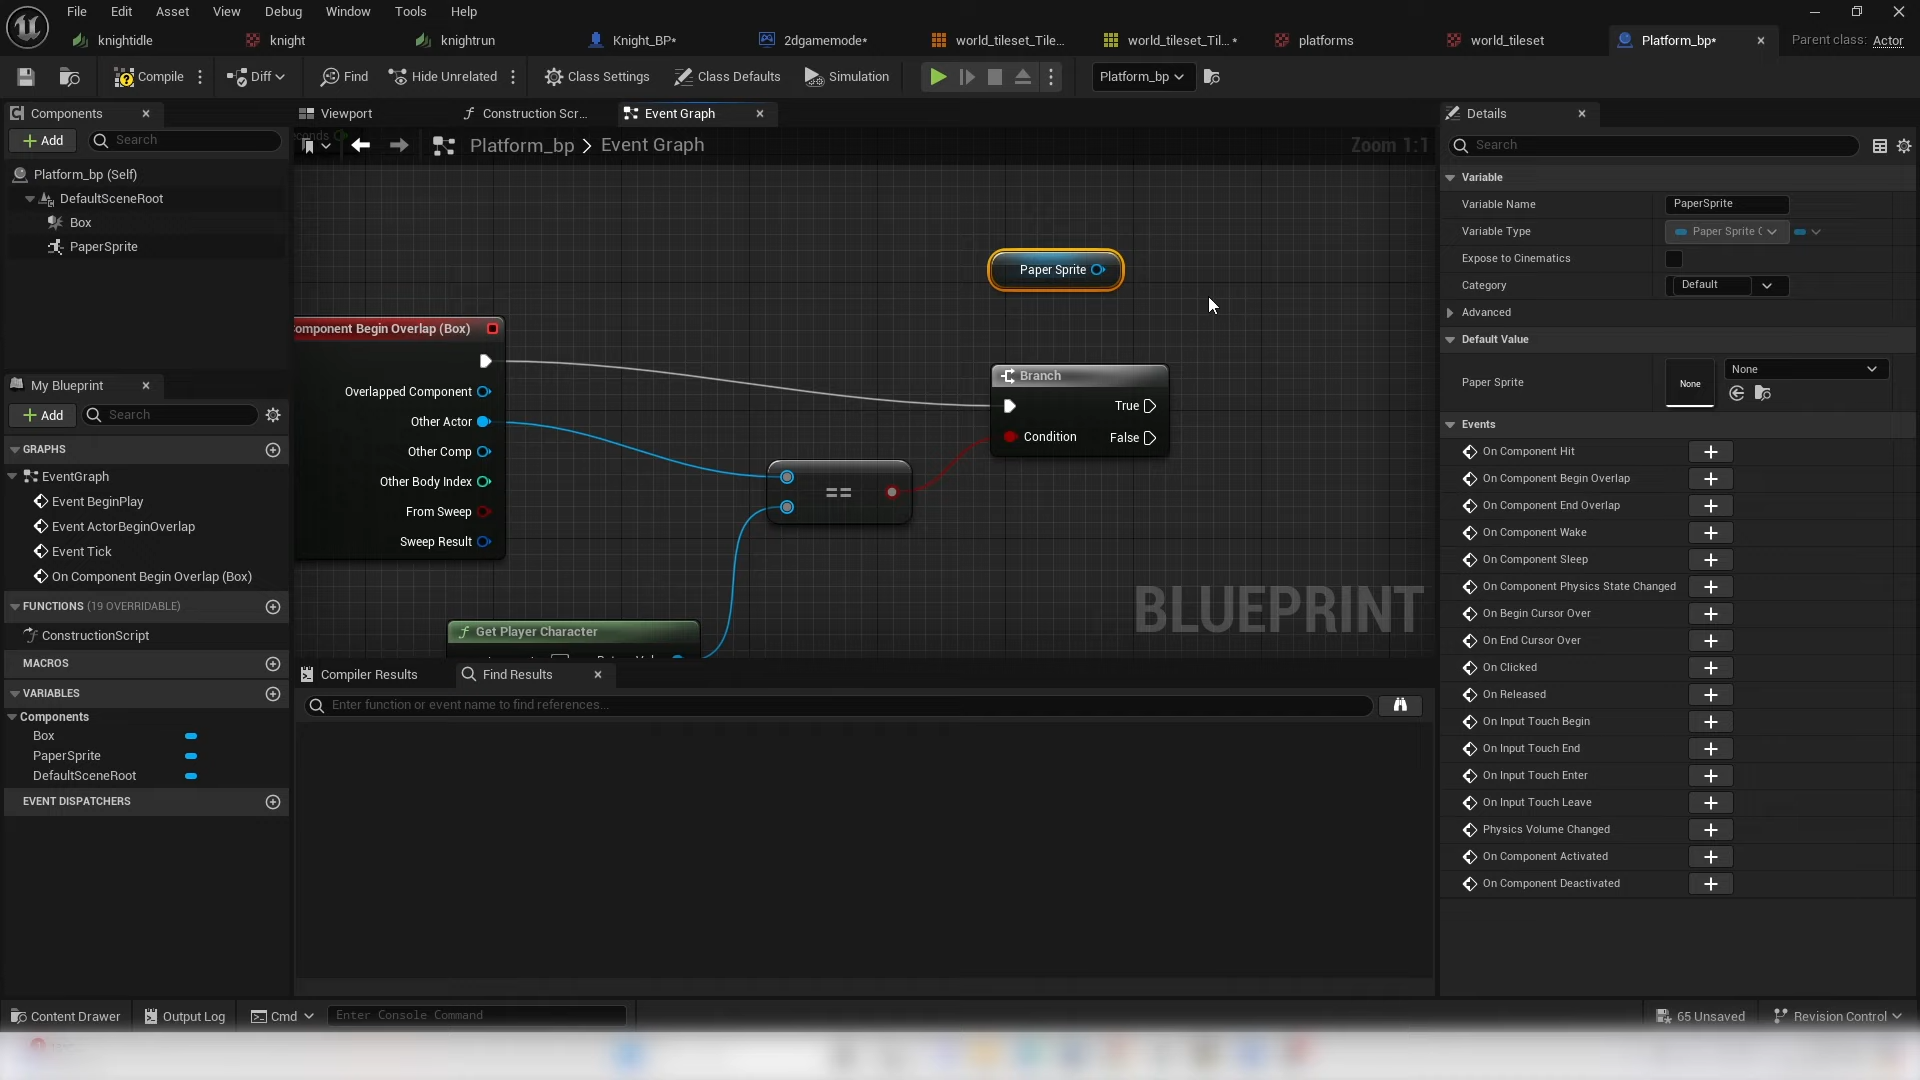 File Edit Asset View Debug Window Tools Help
knightidle knight knightrun Knight_BP* 2dgamemode* world_tileset_Tile... world_tileset_Til...* platforms world_tileset Platform_bp* Parent class: Actor
Compile Diff Find Hide Unrelated Class Settings Class Defaults Simulation Platform_bp
Components
Add Search
Platform_bp (Self)
DefaultSceneRoot
Box
PaperSprite
My Blueprint
Add Search
GRAPHS
EventGraph
Event BeginPlay
Event ActorBeginOverlap
Event Tick
On Component Begin Overlap (Box)
FUNCTIONS (19 OVERRIDABLE)
ConstructionScript
MACROS
VARIABLES
Components
Box
PaperSprite
DefaultSceneRoot
EVENT DISPATCHERS
Viewport Construction Scr... Event Graph
Platform_bp > Event Graph Zoom 1:1
Paper Sprite
omponent Begin Overlap (Box)
Overlapped Component
Other Actor
Other Comp
Other Body Index
From Sweep
Sweep Result
Branch
True
Condition False
==
Get Player Character
BLUEPRINT
Compiler Results Find Results
Enter function or event name to find references...
Details
Search
Variable
Variable Name PaperSprite
Variable Type Paper Sprite C
Expose to Cinematics
Category Default
Advanced
Default Value
Paper Sprite None None
Events
On Component Hit
On Component Begin Overlap
On Component End Overlap
On Component Wake
On Component Sleep
On Component Physics State Changed
On Begin Cursor Over
On End Cursor Over
On Clicked
On Released
On Input Touch Begin
On Input Touch End
On Input Touch Enter
On Input Touch Leave
Physics Volume Changed
On Component Activated
On Component Deactivated
Content Drawer Output Log Cmd Enter Console Command 65 Unsaved Revision Control